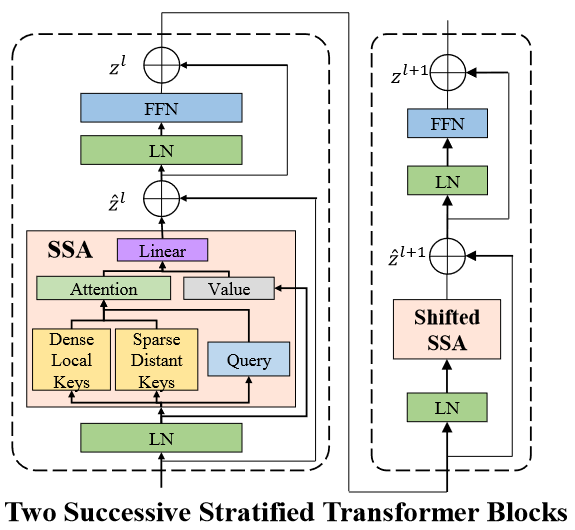 z^l
FFN
LN
ẑ^l
SSA
Linear
Attention
Value
Dense
Local
Keys
Sparse
Distant
Keys
Query
LN
z^{l+1}
FFN
LN
ẑ^{l+1}
Shifted
SSA
LN
Two Successive Stratified Transformer Blocks